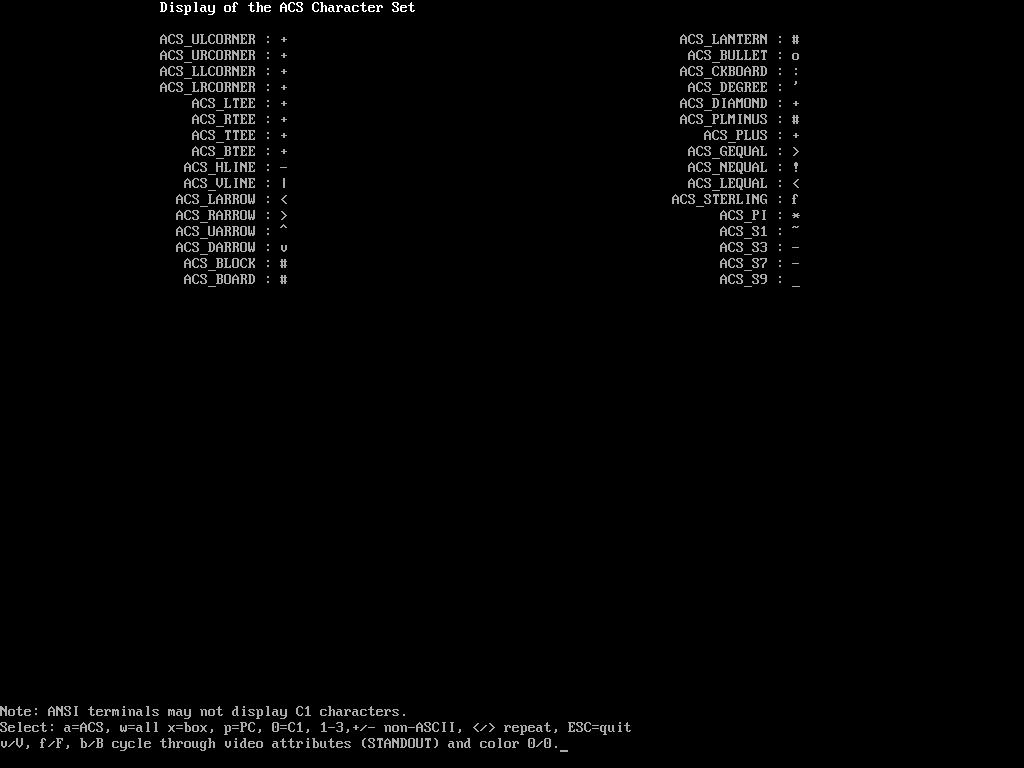 Display of the ACS Character Set
ACS_ULCORNER : +    ACS_LANTERN : #
ACS_URCORNER : +    ACS_BULLET : o
ACS_LLCORNER : +    ACS_CKBOARD : :
ACS_LRCORNER : +    ACS_DEGREE : '
ACS_LTEE : +    ACS_DIAMOND : +
ACS_RTEE : +    ACS_PLMINUS : #
ACS_TTEE : +    ACS_PLUS : +
ACS_BTEE : +    ACS_GEQUAL : >
ACS_HLINE : -    ACS_NEQUAL : !
ACS_VLINE : |    ACS_LEQUAL : <
ACS_LARROW : <    ACS_STERLING : f
ACS_RARROW : >    ACS_PI : *
ACS_UARROW : ^    ACS_S1 : ~
ACS_DARROW : v    ACS_S3 : -
ACS_BLOCK : #    ACS_S7 : -
ACS_BOARD : #    ACS_S9 : _
Note: ANSI terminals may not display C1 characters.
Select: a=ACS, w=all x=box, p=PC, 0=C1, 1-3,+/- non-ASCII, </> repeat, ESC=quit
v/V, f/F, b/B cycle through video attributes (STANDOUT) and color 0/0._